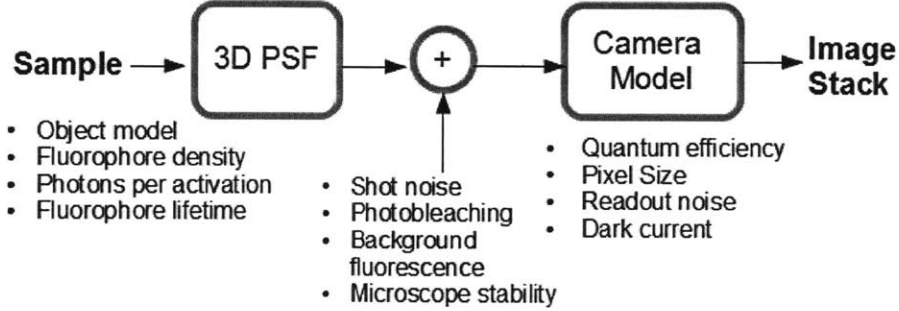 Sample
3D PSF
+
Camera
Model
Image
Stack
• Object model
• Fluorophore density
• Photons per activation
• Fluorophore lifetime
• Shot noise
• Photobleaching
• Background
fluorescence
• Microscope stability
• Quantum efficiency
• Pixel Size
• Readout noise
• Dark current